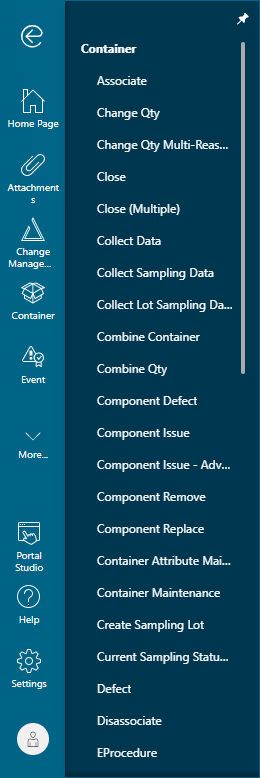 Home Page
Attachment
s
Change
Manage...
Container
Event
More...
Portal
Studio
Help
Settings
Container
Associate
Change Qty
Change Qty Multi-Reas...
Close
Close (Multiple)
Collect Data
Collect Sampling Data
Collect Lot Sampling Da...
Combine Container
Combine Qty
Component Defect
Component Issue
Component Issue - Adv...
Component Remove
Component Replace
Container Attribute Mai...
Container Maintenance
Create Sampling Lot
Current Sampling Statu...
Defect
Disassociate
EProcedure